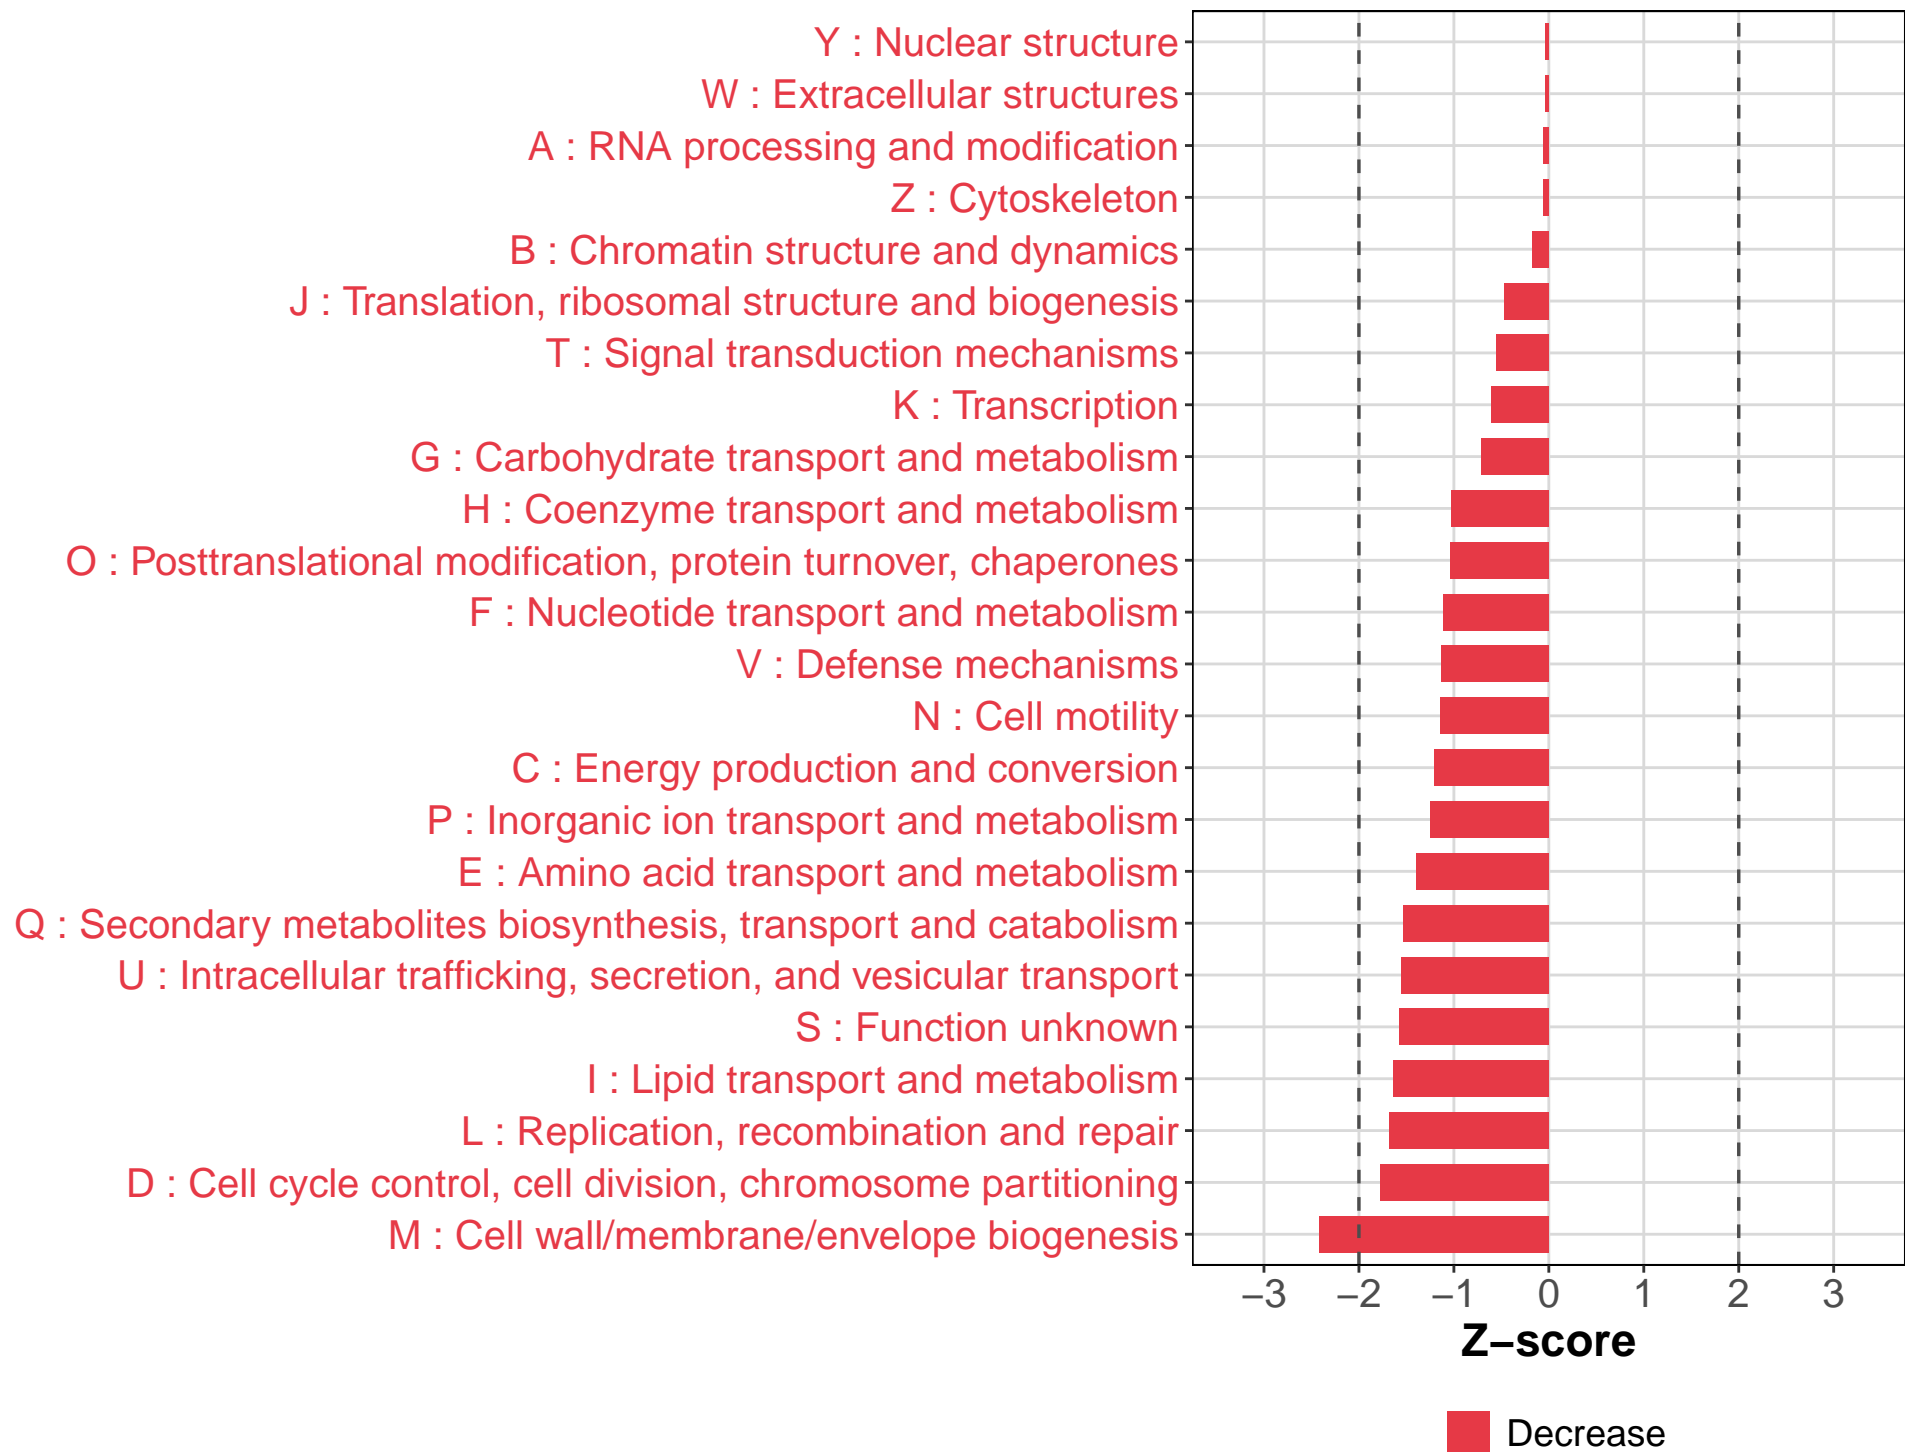 Y : Nuclear structure
W : Extracellular structures
A : RNA processing and modification
Z : Cytoskeleton
B : Chromatin structure and dynamics
J : Translation, ribosomal structure and biogenesis
T : Signal transduction mechanisms
K : Transcription
G : Carbohydrate transport and metabolism
H : Coenzyme transport and metabolism
O : Posttranslational modification, protein turnover, chaperones
F : Nucleotide transport and metabolism
V : Defense mechanisms
N : Cell motility
C : Energy production and conversion
P : Inorganic ion transport and metabolism
E : Amino acid transport and metabolism
Q : Secondary metabolites biosynthesis, transport and catabolism
U : Intracellular trafficking, secretion, and vesicular transport
S : Function unknown
I : Lipid transport and metabolism
L : Replication, recombination and repair
D : Cell cycle control, cell division, chromosome partitioning
M : Cell wall/membrane/envelope biogenesis
−3 −2 −1 0 1 2 3
Z−score
Decrease